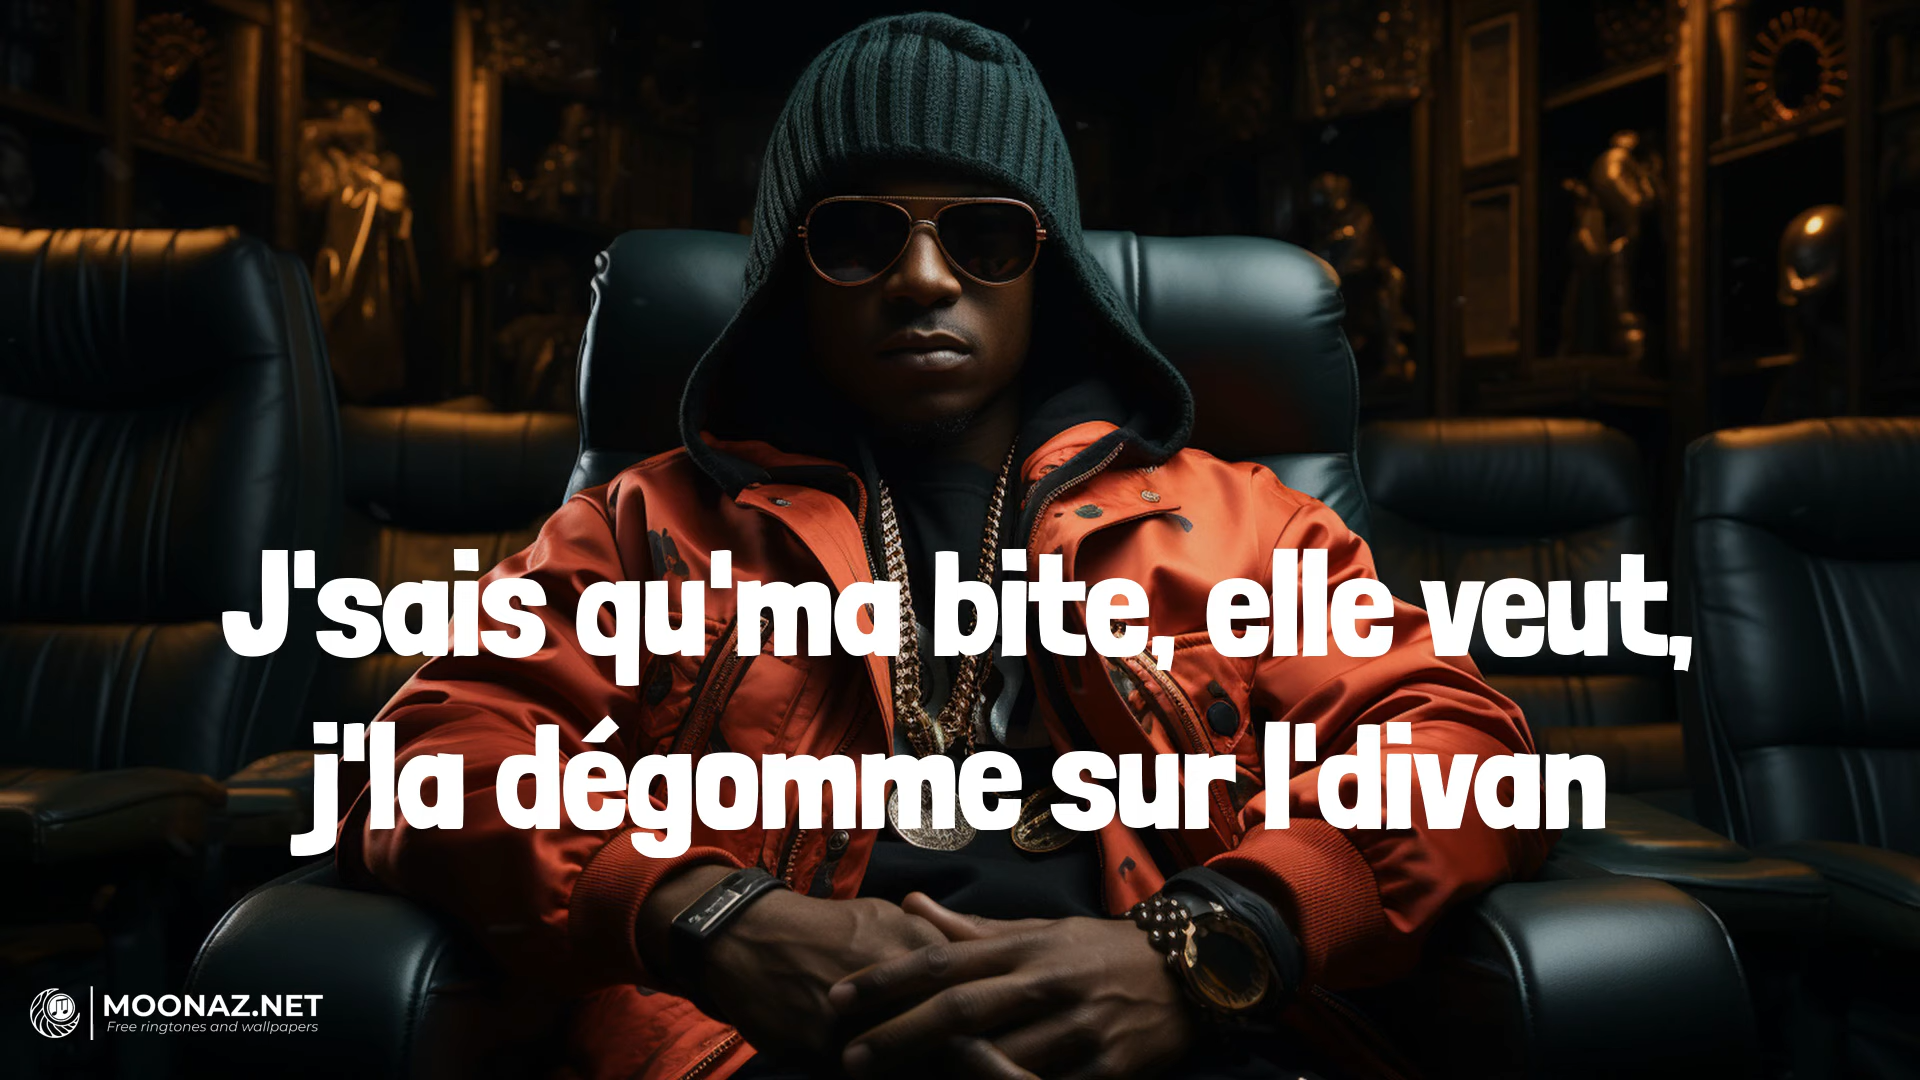 J'sais qu'ma bite, elle veut,
j'la dégomme sur l'divan
MOONAZ.NET
Free ringtones and wallpapers